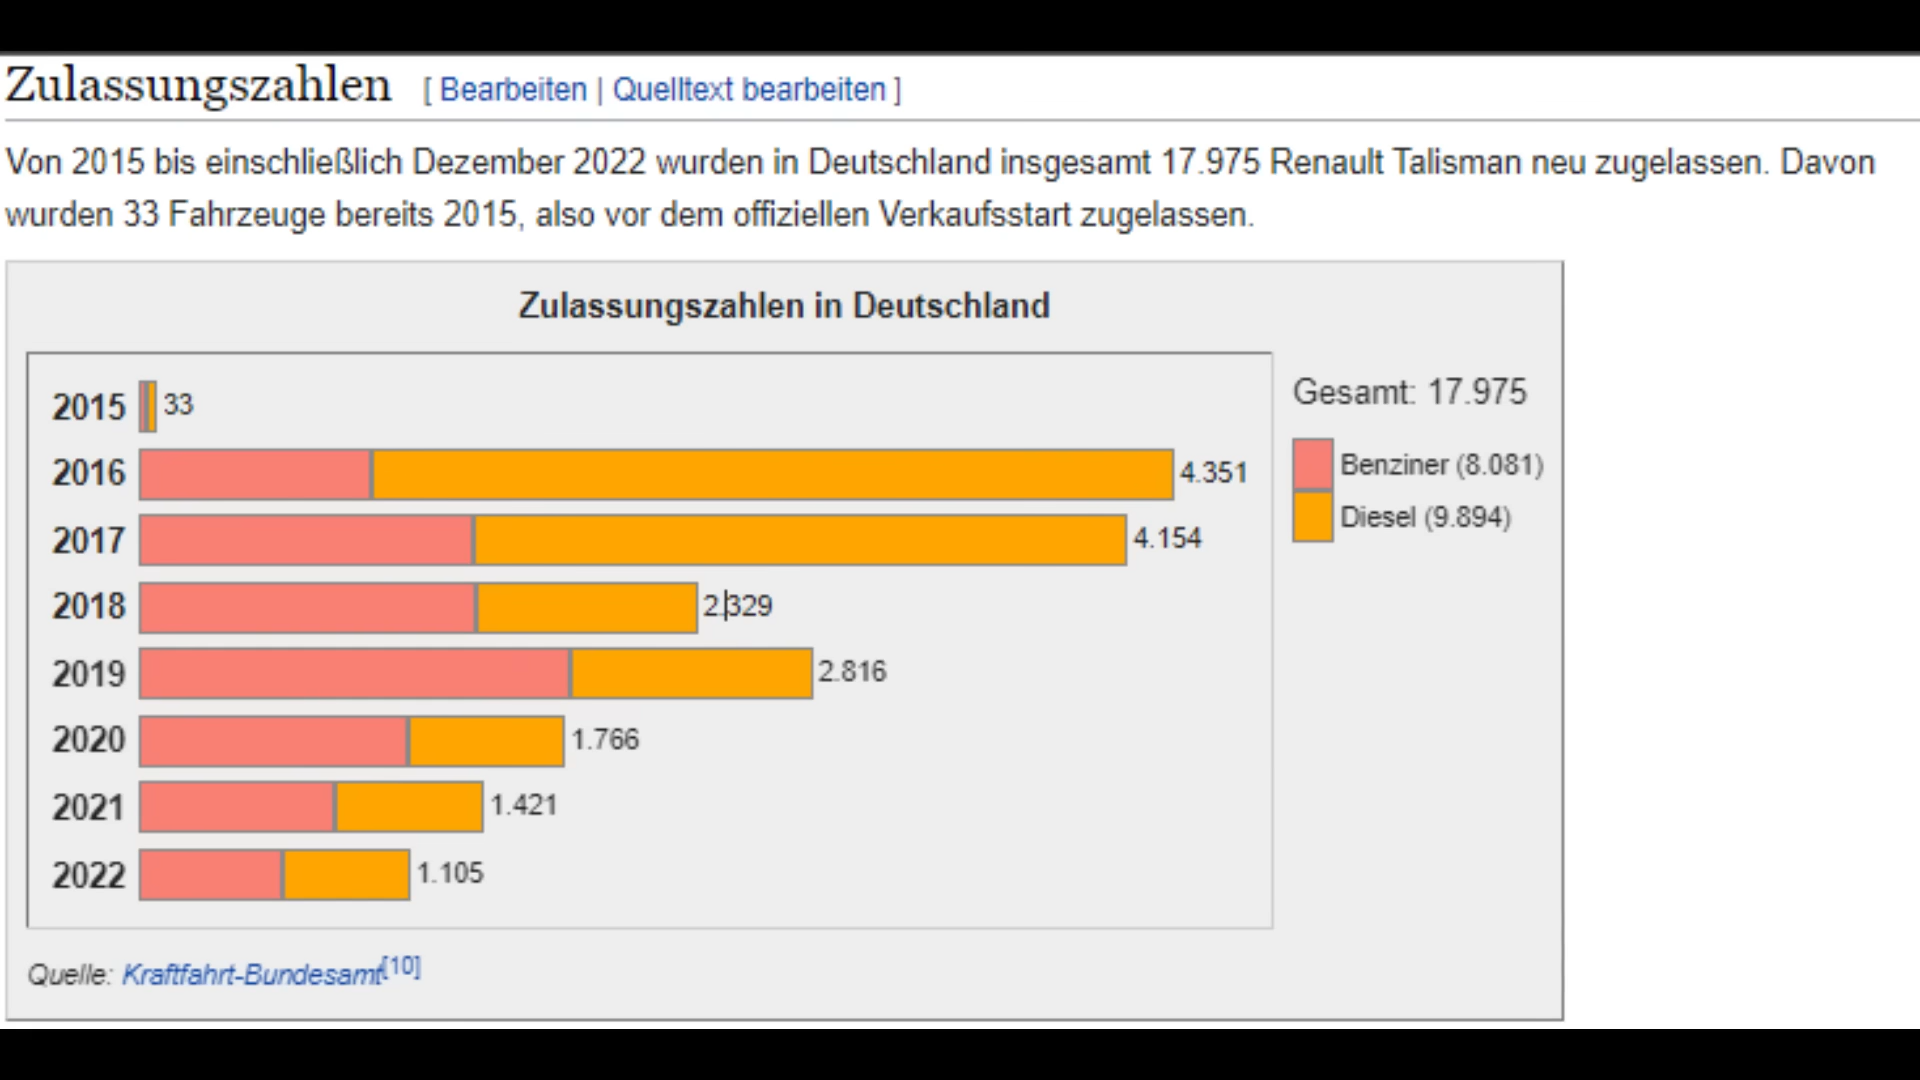 Zulassungszahlen [ Bearbeiten | Quelltext bearbeiten ]
Von 2015 bis einschließlich Dezember 2022 wurden in Deutschland insgesamt 17.975 Renault Talisman neu zugelassen. Davon
wurden 33 Fahrzeuge bereits 2015, also vor dem offiziellen Verkaufsstart zugelassen.
Zulassungszahlen in Deutschland
2015 33
2016 4.351
2017 4.154
2018 2.329
2019 2.816
2020 1.766
2021 1.421
2022 1.105
Gesamt: 17.975
Benziner (8.081)
Diesel (9.894)
Quelle: Kraftfahrt-Bundesamt[10]